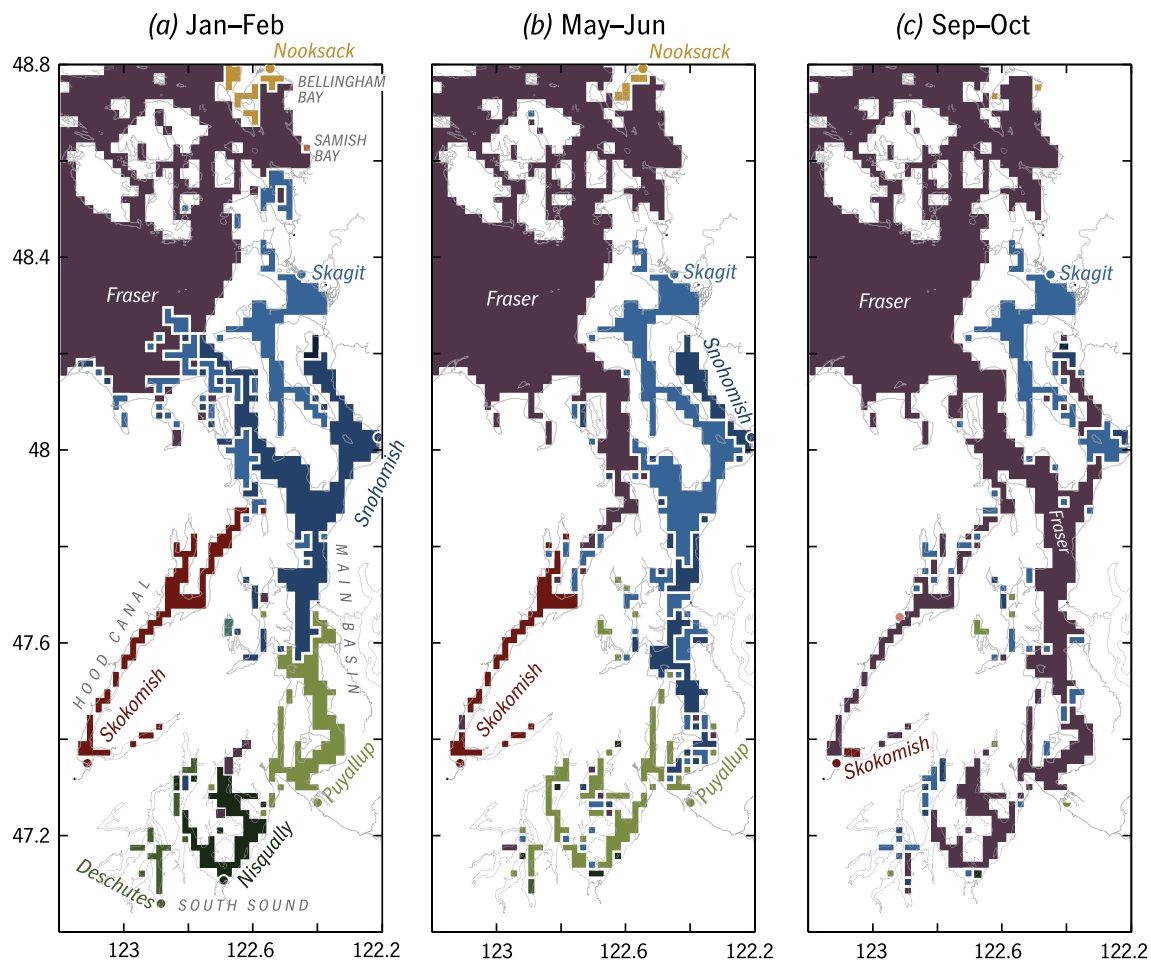 (a) Jan–Feb
(b) May–Jun
(c) Sep–Oct
48.8
48.4
48
47.6
47.2
Nooksack
BELLINGHAM
BAY
SAMISH
BAY
Skagit
Fraser
Snohomish
MAIN BASIN
HOOD CANAL
Skokomish
Puyallup
Nisqually
Deschutes
SOUTH SOUND
123
122.6
122.2
Nooksack
Skagit
Fraser
Snohomish
Skokomish
Puyallup
123
122.6
122.2
Skagit
Fraser
Fraser
Skokomish
123
122.6
122.2